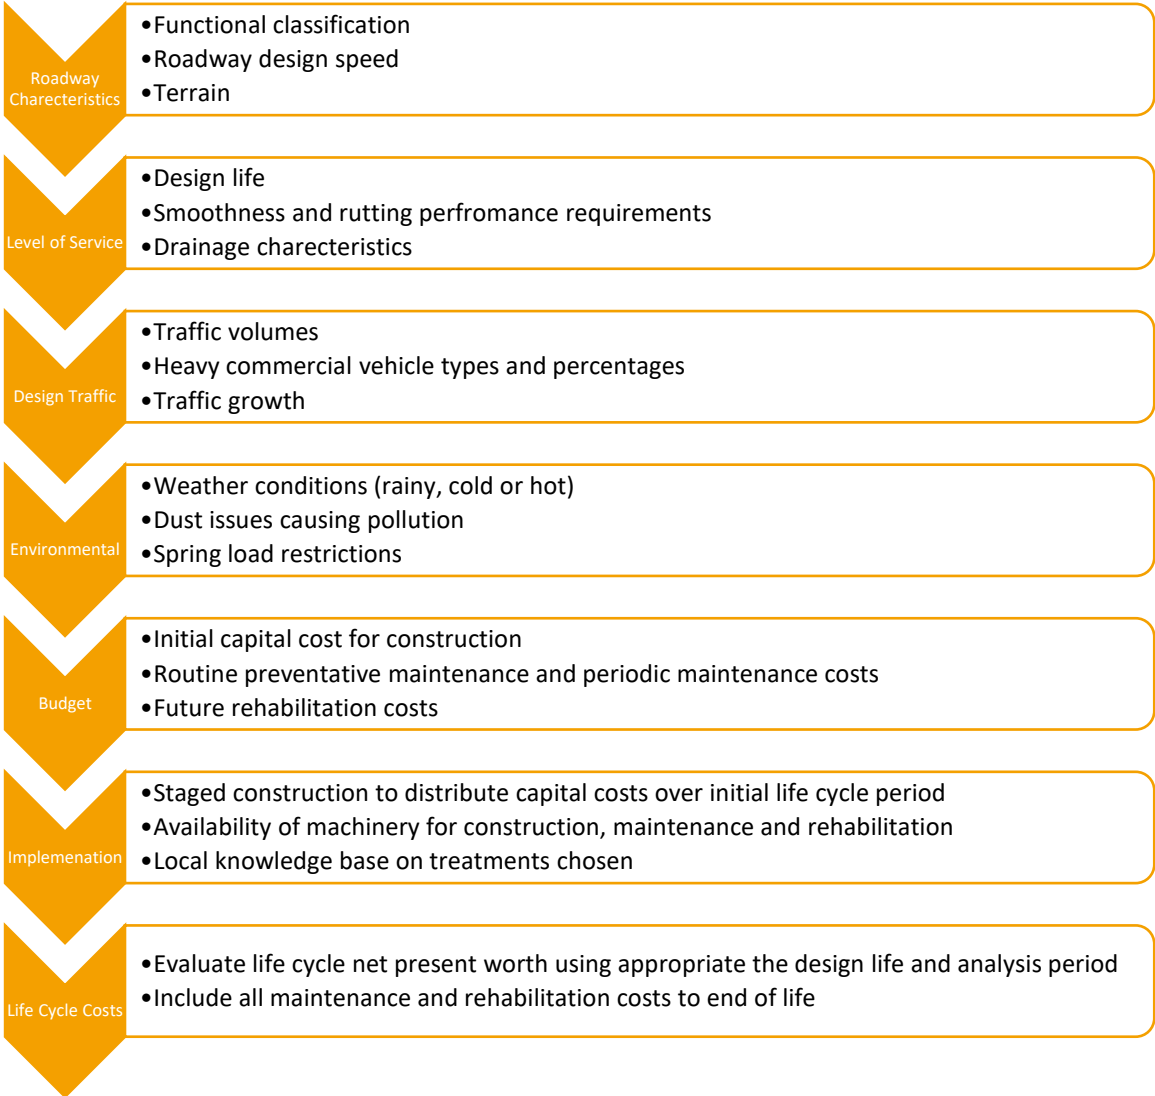 Roadway
Charecteristics
•Functional classification
•Roadway design speed
•Terrain
Level of Service
•Design life
•Smoothness and rutting perfromance requirements
•Drainage charecteristics
Design Traffic
•Traffic volumes
•Heavy commercial vehicle types and percentages
•Traffic growth
Environmental
•Weather conditions (rainy, cold or hot)
•Dust issues causing pollution
•Spring load restrictions
Budget
•Initial capital cost for construction
•Routine preventative maintenance and periodic maintenance costs
•Future rehabilitation costs
Implemenation
•Staged construction to distribute capital costs over initial life cycle period
•Availability of machinery for construction, maintenance and rehabilitation
•Local knowledge base on treatments chosen
Life Cycle Costs
•Evaluate life cycle net present worth using appropriate the design life and analysis period
•Include all maintenance and rehabilitation costs to end of life